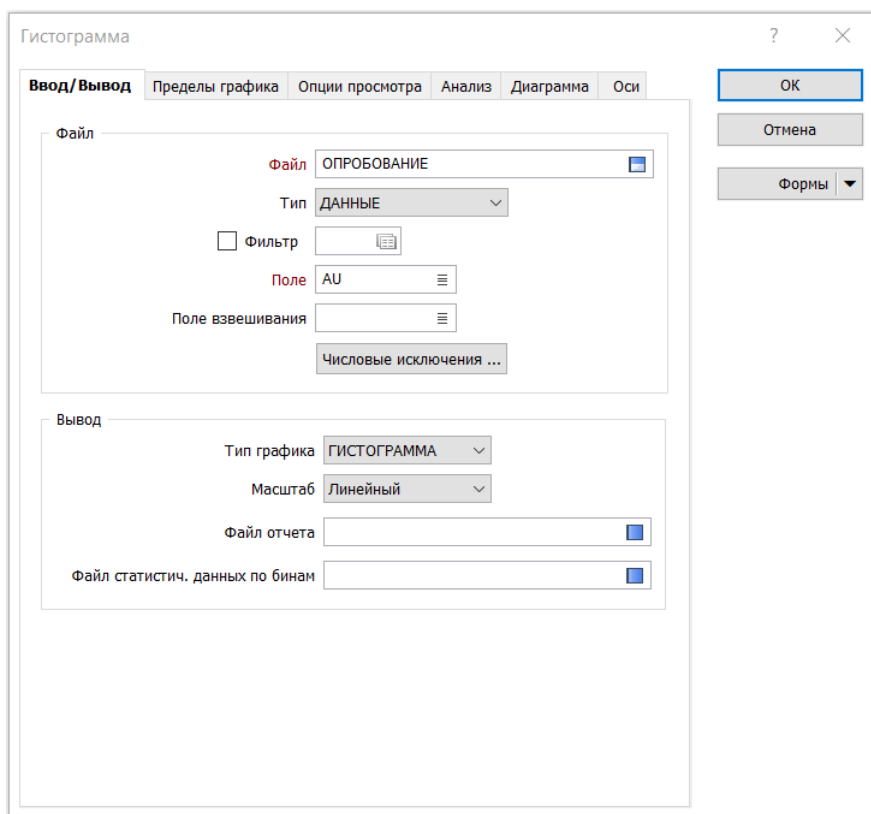 Гистограмма
Ввод/Вывод Пределы графика Опции просмотра Анализ Диаграмма Оси
OK
Отмена
Формы
Файл
Файл ОПРОБОВАНИЕ
Тип ДАННЫЕ
Фильтр
Поле AU
Поле взвешивания
Числовые исключения ...
Вывод
Тип графика ГИСТОГРАММА
Масштаб Линейный
Файл отчета
Файл статистич. данных по бинам